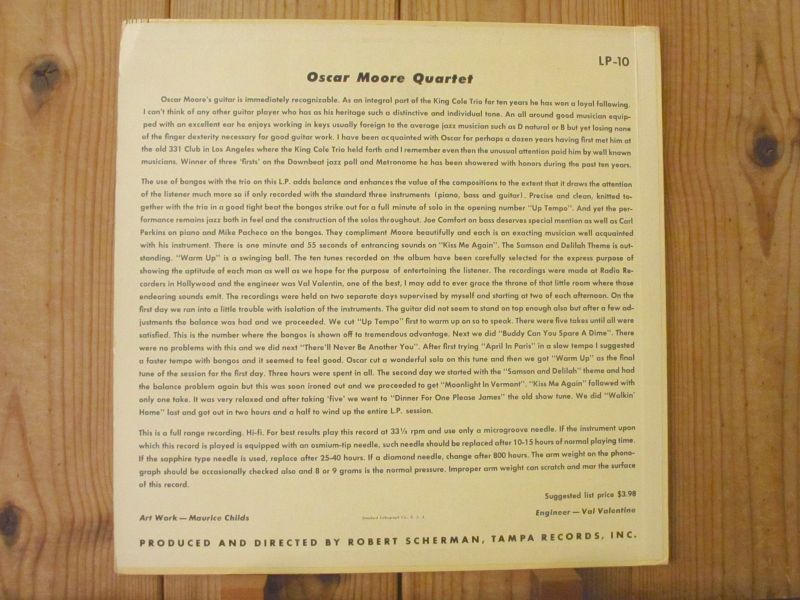 LP-10
Oscar Moore Quartet
Oscar Moore's guitar is immediately recognizable. As an integral part of the King Cole Trio for ten years he has won a loyal following.
I can't think of any other guitar player who has as his heritage such a distinctive and individual tone. An all around good musician equip-
ped with an excellent ear he enjoys working in keys usually foreign to the average jazz musician such as D natural or B but yet losing none
of the finger dexterity necessary for good guitar work. I have been acquainted with Oscar for perhaps a dozen years having first met him at
the old 331 Club in Los Angeles where the King Cole Trio held forth and I remember even then the unusual attention paid him by well known
musicians. Winner of three 'firsts' on the Downbeat jazz poll and Metronome he has been showered with honors during the past ten years.
The use of bongos with the trio on this L.P. adds balance and enhances the value of the compositions to the extent that it draws the attention
of the listener much more so if only recorded with the standard three instruments (piano, bass and guitar). Precise and clean, knitted to-
gether with the trio in a good tight beat the bongos strike out for a full minute of solo in the opening number "Up Tempo". And yet the per-
formance remains jazz both in feel and the construction of the solos throughout. Joe Comfort on bass deserves special mention as well as Carl
Perkins on piano and Mike Pacheco on the bongos. They compliment Moore beautifully and each is an exacting musician well acquainted
with his instrument. There is one minute and 55 seconds of entrancing sounds on "Kiss Me Again". The Samson and Delilah Theme is out-
standing. "Warm Up" is a swinging ball. The ten tunes recorded on the album have been carefully selected for the express purpose of
showing the aptitude of each man as well as we hope for the purpose of entertaining the listener. The recordings were made at Radio Re-
corders in Hollywood and the engineer was Val Valentin, one of the best, I may add to ever grace the throne of that little room where those
endearing sounds emit. The recordings were held on two separate days supervised by myself and starting at two of each afternoon. On the
first day we ran into a little trouble with isolation of the instruments. The guitar did not seem to stand on top enough also but after a few ad-
justments the balance was had and we proceeded. We cut "Up Tempo" first to warm up on so to speak. There were five takes until all were
satisfied. This is the number where the bongos is shown off to tremendous advantage. Next we did "Buddy Can You Spare A Dime". There
were no problems with this and we did next "There'll Never Be Another You". After first trying "April In Paris" in a slow tempo I suggested
a faster tempo with bongos and it seemed to feel good. Oscar cut a wonderful solo on this tune and then we got "Warm Up" as the final
tune of the session for the first day. Three hours were spent in all. The second day we started with the "Samson and Delilah" theme and had
the balance problem again but this was soon ironed out and we proceeded to get "Moonlight In Vermont". "Kiss Me Again" followed with
only one take. It was very relaxed and after taking 'five' we went to "Dinner For One Please James" the old show tune. We did "Walkin'
Home" last and got out in two hours and a half to wind up the entire L.P. session.
This is a full range recording. Hi-fi. For best results play this record at 33⅓ rpm and use only a microgroove needle. If the instrument upon
which this record is played is equipped with an osmium-tip needle, such needle should be replaced after 10-15 hours of normal playing time.
If the sapphire type needle is used, replace after 25-40 hours. If a diamond needle, change after 800 hours. The arm weight on the phono-
graph should be occasionally checked also and 8 or 9 grams is the normal pressure. Improper arm weight can scratch and mar the surface
of this record.
Suggested list price $3.98
Art Work — Maurice Childs
Standard Lithograph Co., U.S.A.
Engineer — Val Valentine
PRODUCED AND DIRECTED BY ROBERT SCHERMAN, TAMPA RECORDS, INC.